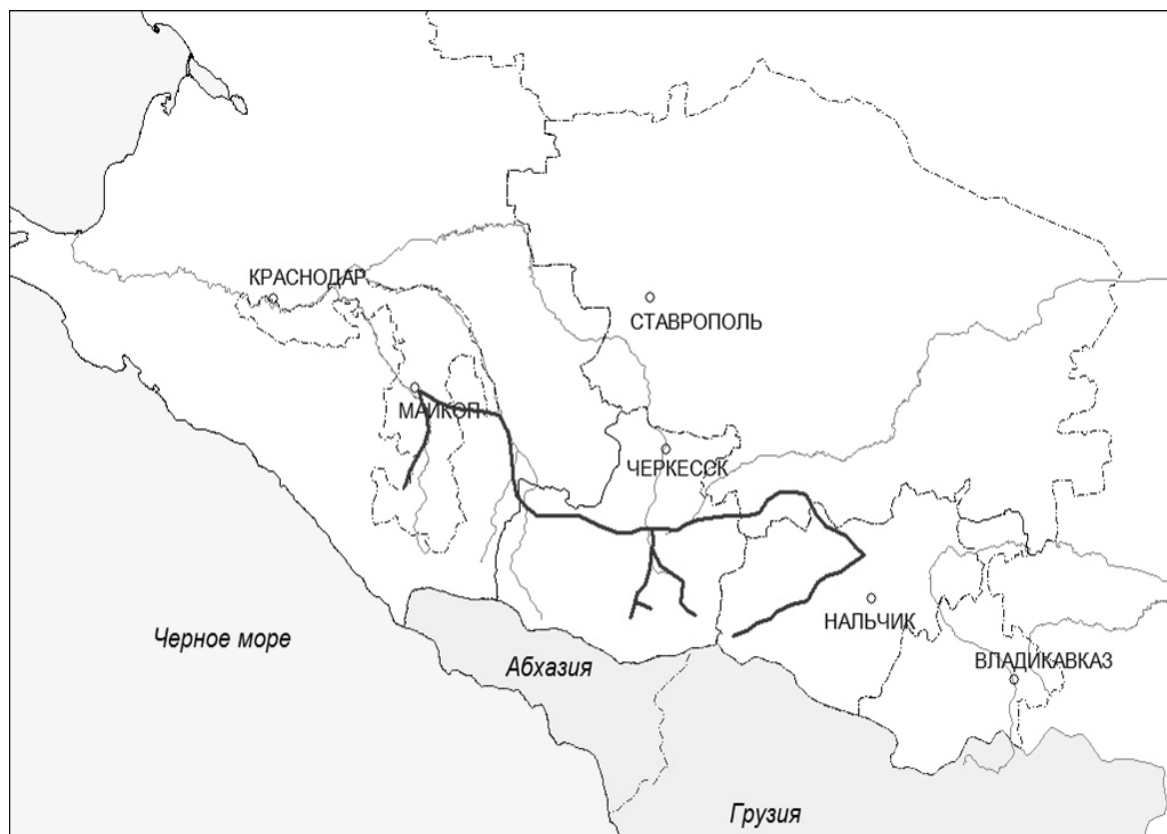 КРАСНОДАР
СТАВРОПОЛЬ
МАЙКОП
ЧЕРКЕССК
НАЛЬЧИК
Черное море
Абхазия
ВЛАДИКАВКАЗ
Грузия